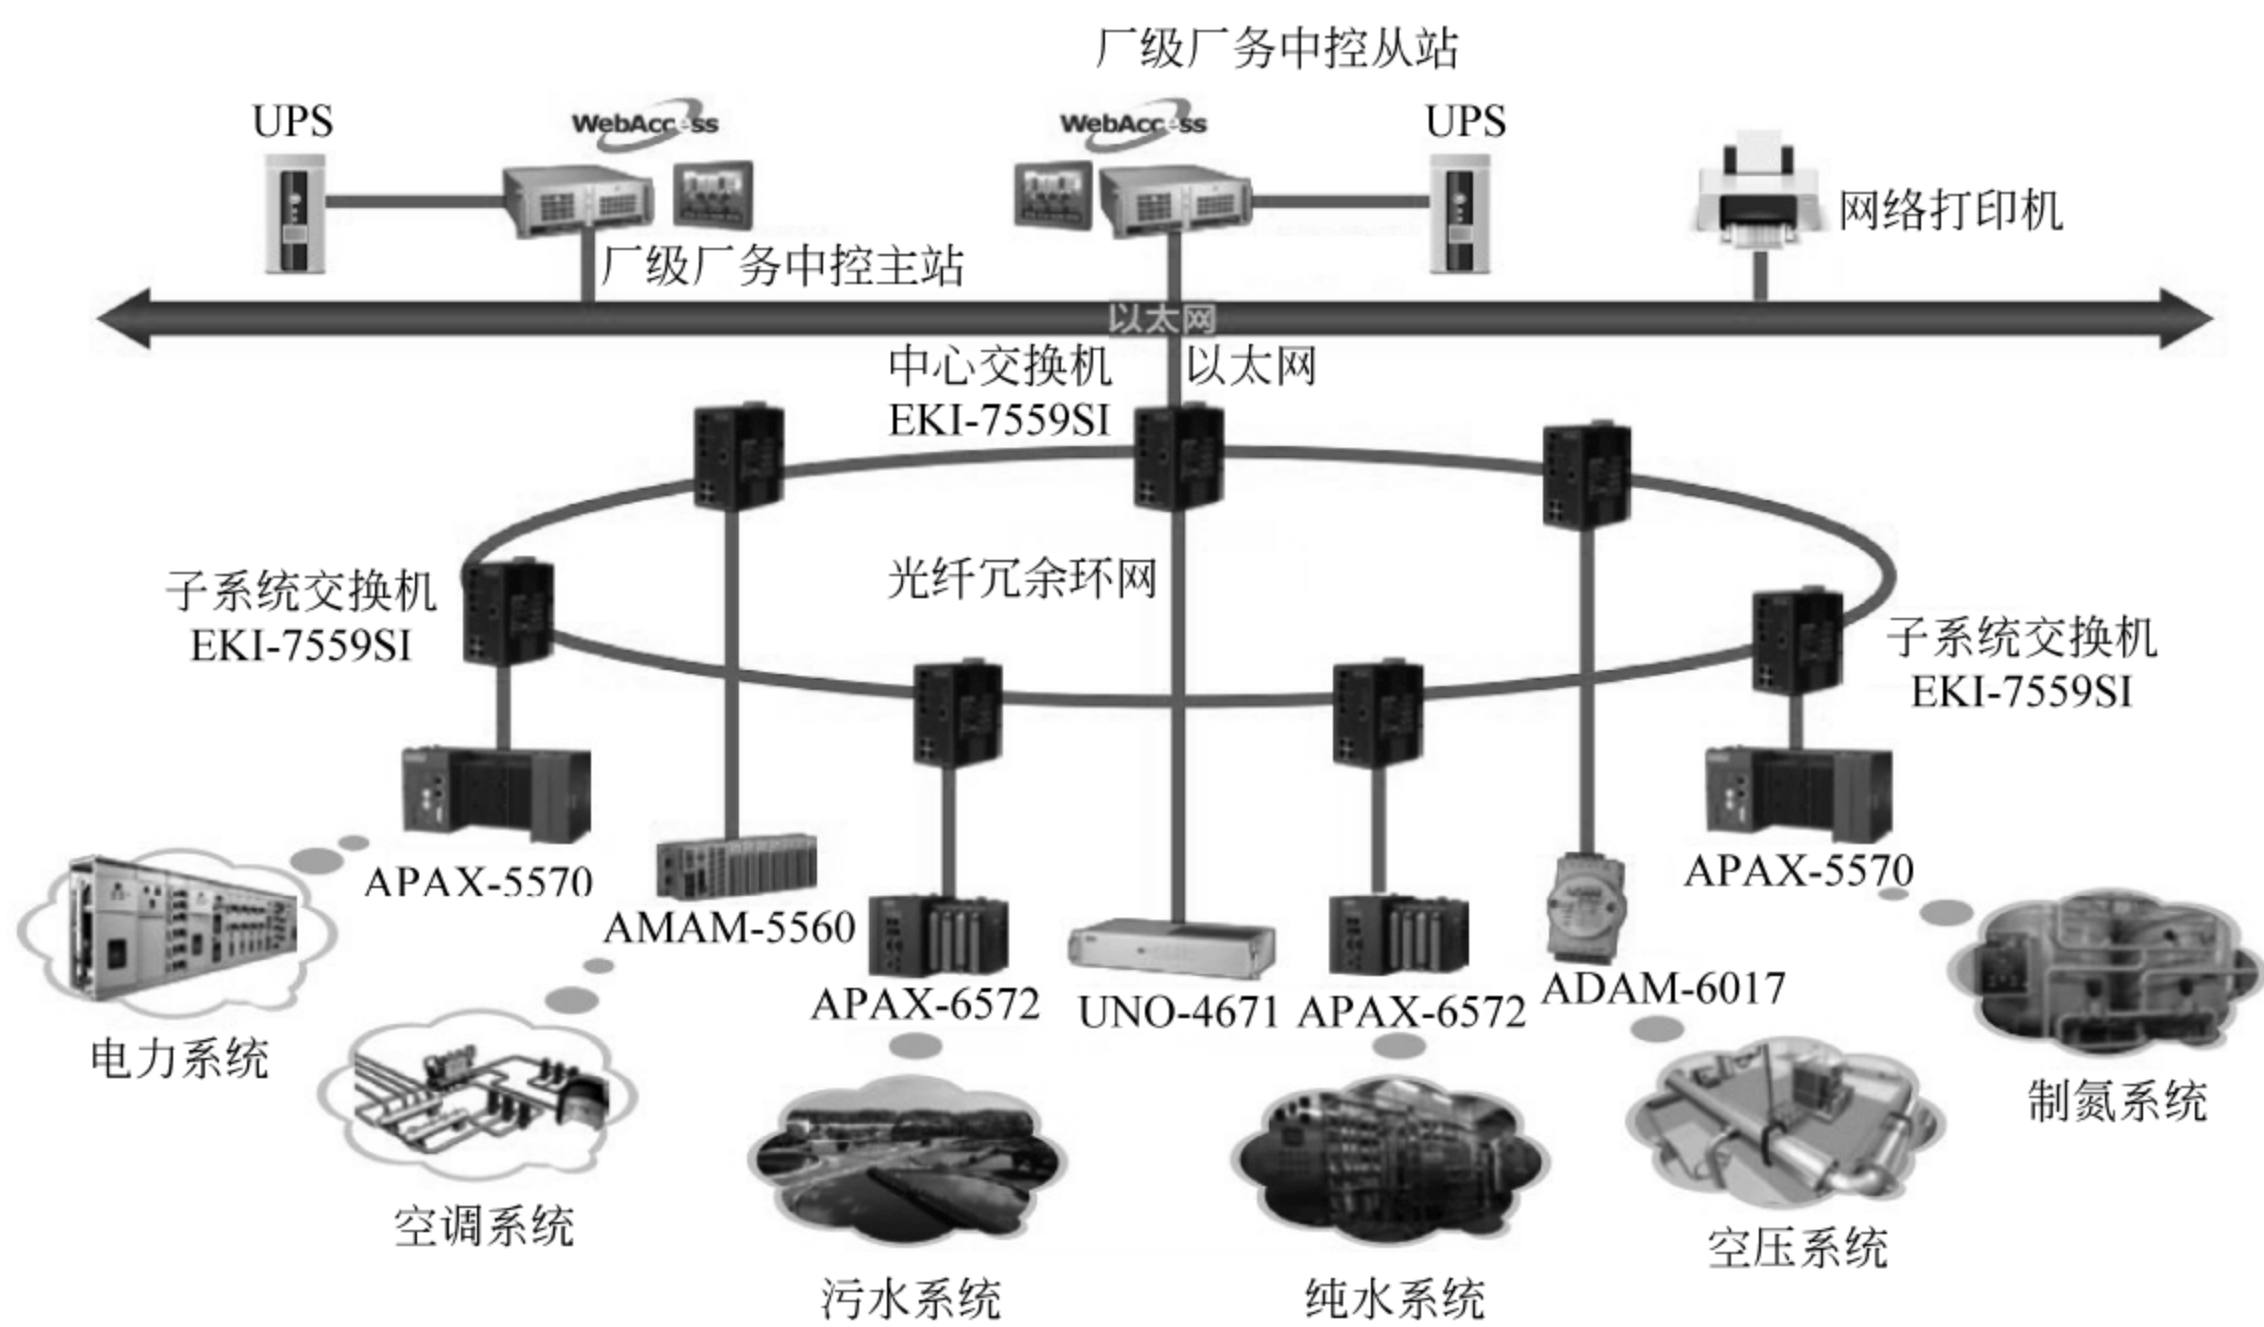 厂级厂务中控从站
UPS
WebAccess
WebAccess
UPS
网络打印机
厂级厂务中控主站
以太网
中心交换机
EKI-7559SI
以太网
光纤冗余环网
子系统交换机
EKI-7559SI
子系统交换机
EKI-7559SI
APAX-5570
AMAM-5560
APAX-6572
UNO-4671
APAX-6572
ADAM-6017
APAX-5570
电力系统
空调系统
污水系统
纯水系统
空压系统
制氮系统